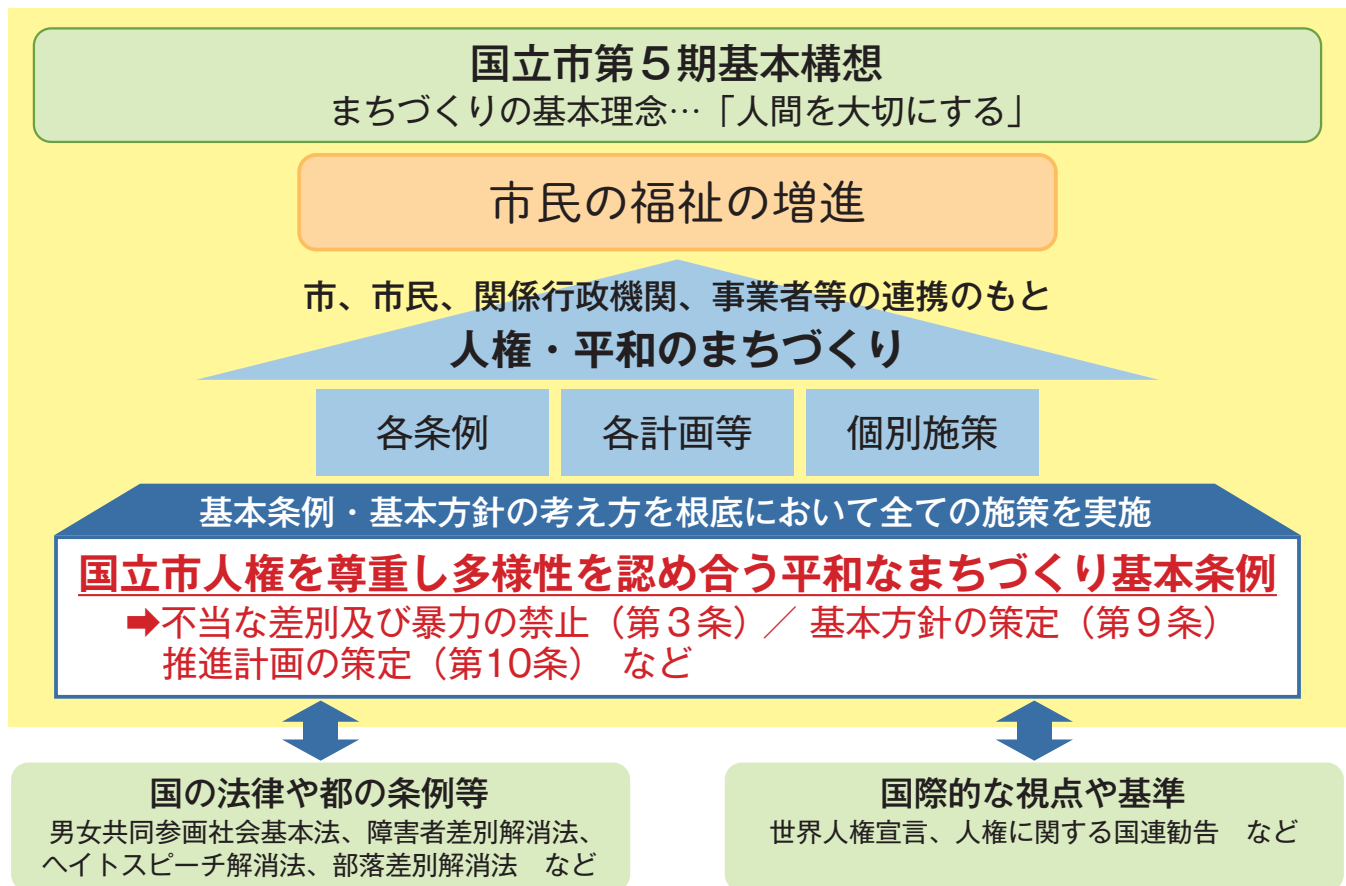 国立市第５期基本構想
まちづくりの基本理念…「人間を大切にする」
市民の福祉の増進
市、市民、関係行政機関、事業者等の連携のもと
人権・平和のまちづくり
各条例
各計画等
個別施策
基本条例・基本方針の考え方を根底において全ての施策を実施
国立市人権を尊重し多様性を認め合う平和なまちづくり基本条例
➡不当な差別及び暴力の禁止（第３条）／ 基本方針の策定（第９条）
推進計画の策定（第10条）　など
国の法律や都の条例等
男女共同参画社会基本法、障害者差別解消法、
ヘイトスピーチ解消法、部落差別解消法　など
国際的な視点や基準
世界人権宣言、人権に関する国連勧告　など